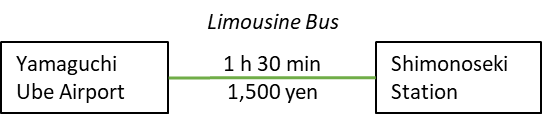 Limousine Bus
Yamaguchi
Ube Airport
1 h 30 min
1,500 yen
Shimonoseki
Station